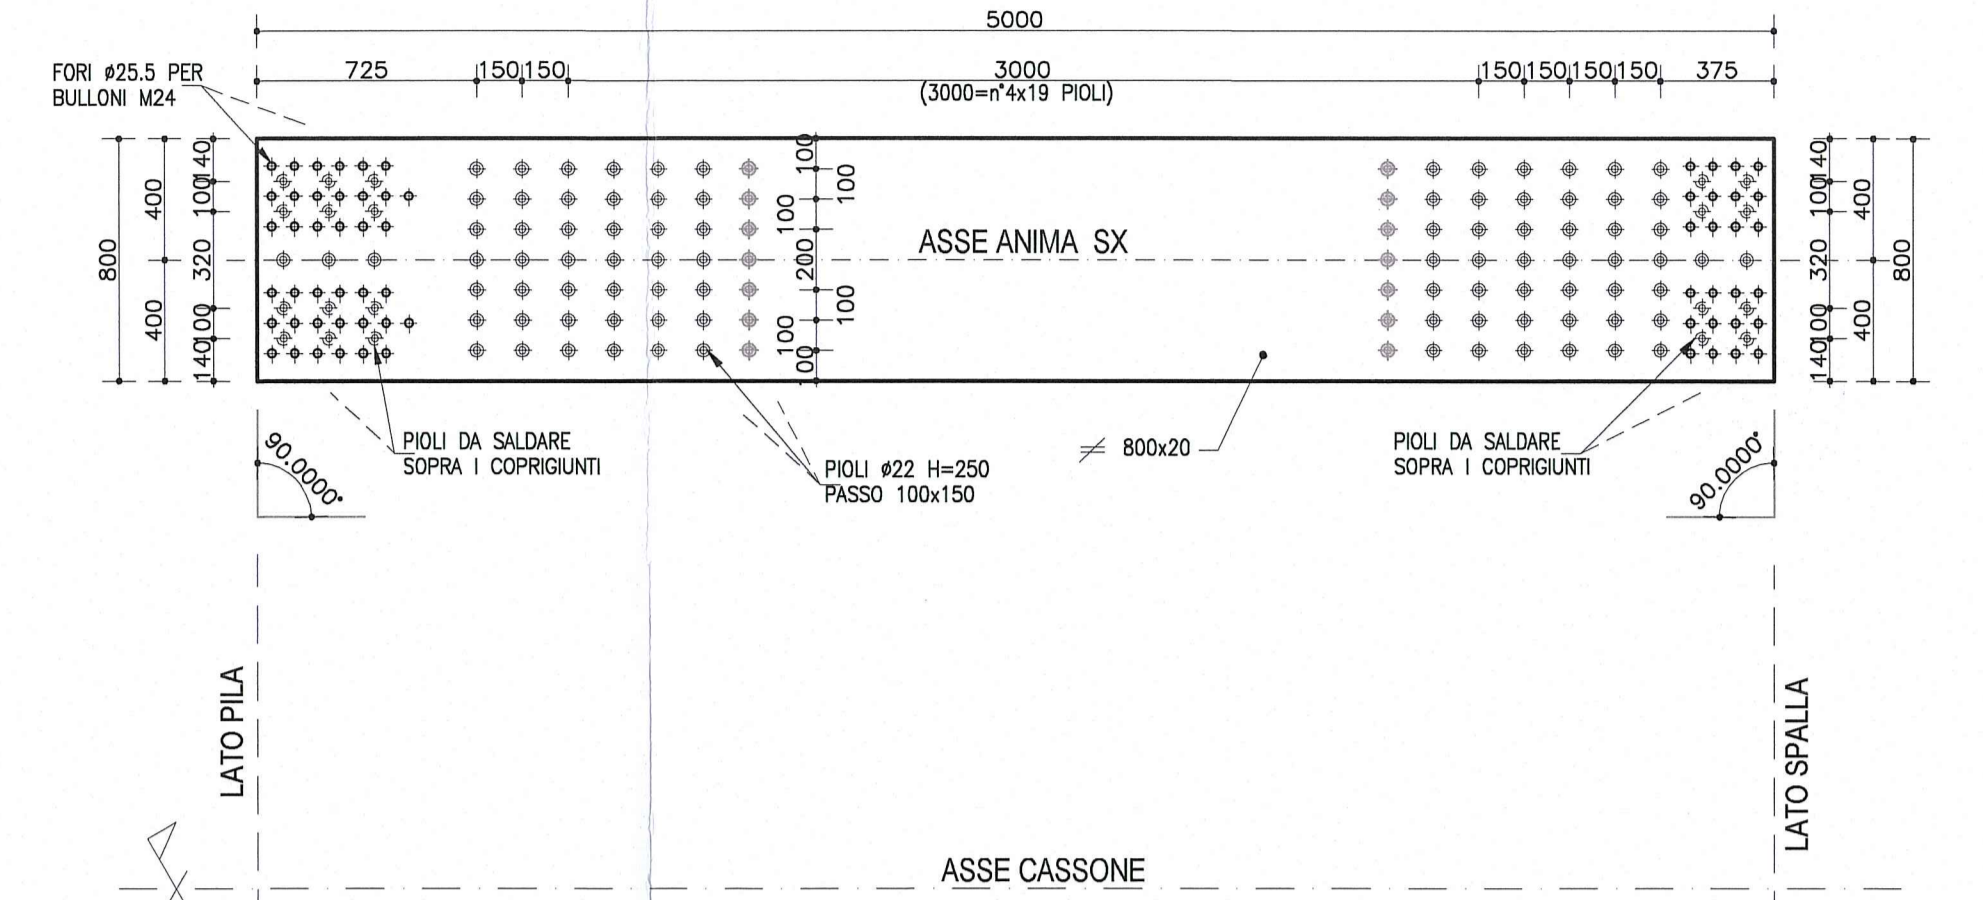 5000
725
150
150
3000
(3000=n°4x19 PIOLI)
150
150
150
150
375
FORI ø25.5 PER
BULLONI M24
800
400
400
140
100
320
100
140
100
100
100
200
100
100
ASSE ANIMA SX
140
100
320
100
140
400
400
800
PIOLI DA SALDARE
SOPRA I COPRIGIUNTI
PIOLI ø22 H=250
PASSO 100x150
800x20
PIOLI DA SALDARE
SOPRA I COPRIGIUNTI
90.0000°
90.0000°
LATO PILA
LATO SPALLA
ASSE CASSONE